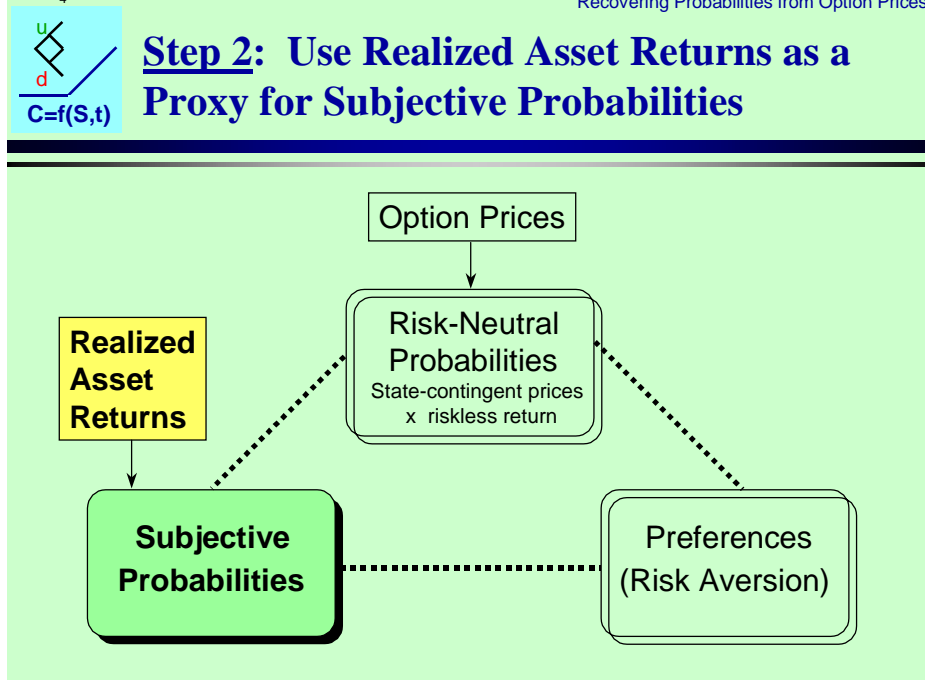 Recovering Probabilities from Option Prices
u
d
C=f(S,t)
Step 2: Use Realized Asset Returns as a
Proxy for Subjective Probabilities
Option Prices
Risk-Neutral
Probabilities
State-contingent prices
x riskless return
Realized
Asset
Returns
Subjective
Probabilities
Preferences
(Risk Aversion)